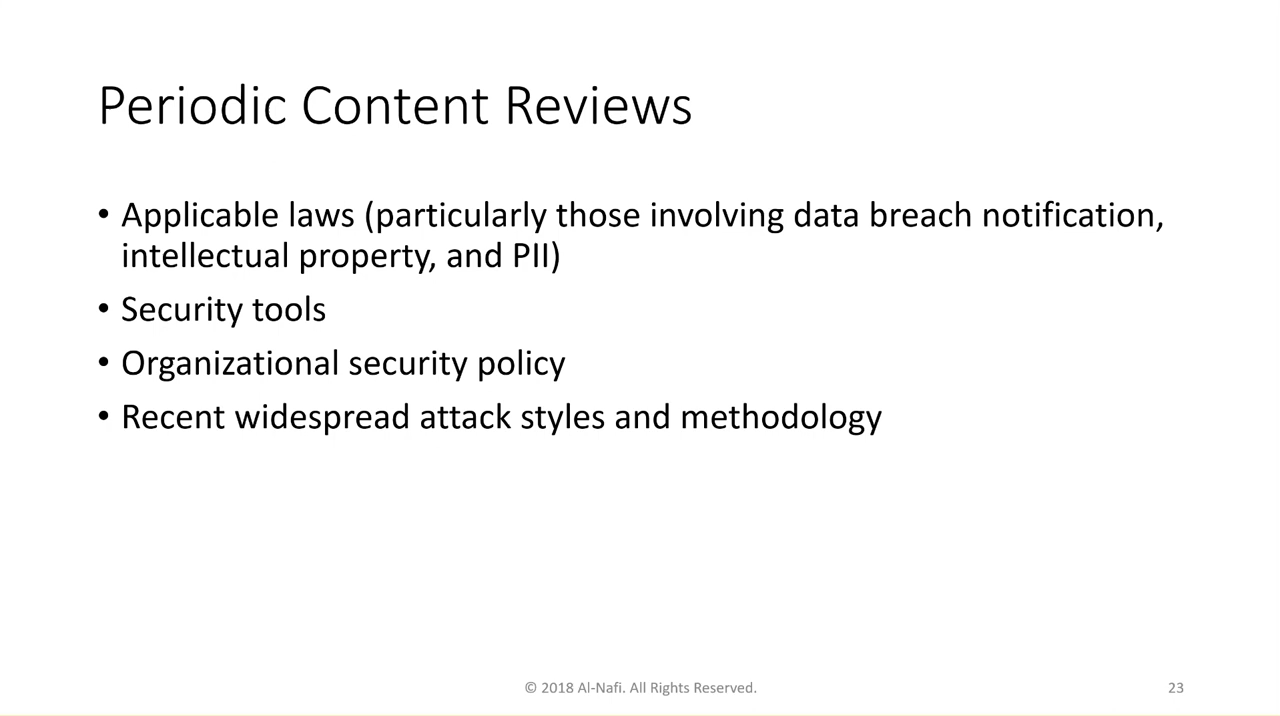 Periodic Content Reviews
• Applicable laws (particularly those involving data breach notification,
intellectual property, and PII)
• Security tools
• Organizational security policy
• Recent widespread attack styles and methodology
© 2018 Al-Nafi. All Rights Reserved.
23